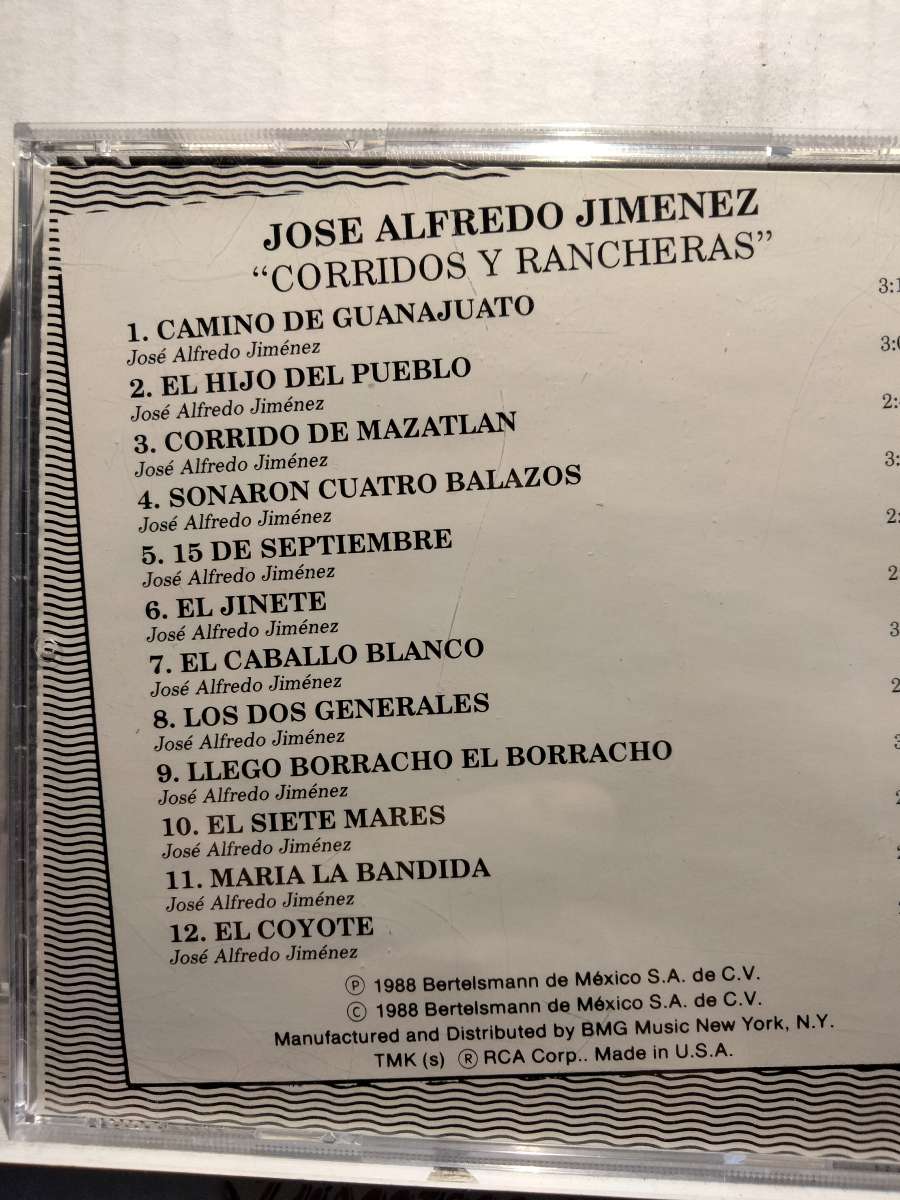 JOSE ALFREDO JIMENEZ
“CORRIDOS Y RANCHERAS”
1. CAMINO DE GUANAJUATO
José Alfredo Jiménez
2. EL HIJO DEL PUEBLO
José Alfredo Jiménez
3. CORRIDO DE MAZATLAN
José Alfredo Jiménez
4. SONARON CUATRO BALAZOS
José Alfredo Jiménez
5. 15 DE SEPTIEMBRE
José Alfredo Jiménez
6. EL JINETE
José Alfredo Jiménez
7. EL CABALLO BLANCO
José Alfredo Jiménez
8. LOS DOS GENERALES
José Alfredo Jiménez
9. LLEGO BORRACHO EL BORRACHO
José Alfredo Jiménez
10. EL SIETE MARES
José Alfredo Jiménez
11. MARIA LA BANDIDA
José Alfredo Jiménez
12. EL COYOTE
José Alfredo Jiménez
Ⓟ 1988 Bertelsmann de México S.A. de C.V.
© 1988 Bertelsmann de México S.A. de C.V.
Manufactured and Distributed by BMG Music New York, N.Y.
TMK (s) ® RCA Corp.. Made in U.S.A.